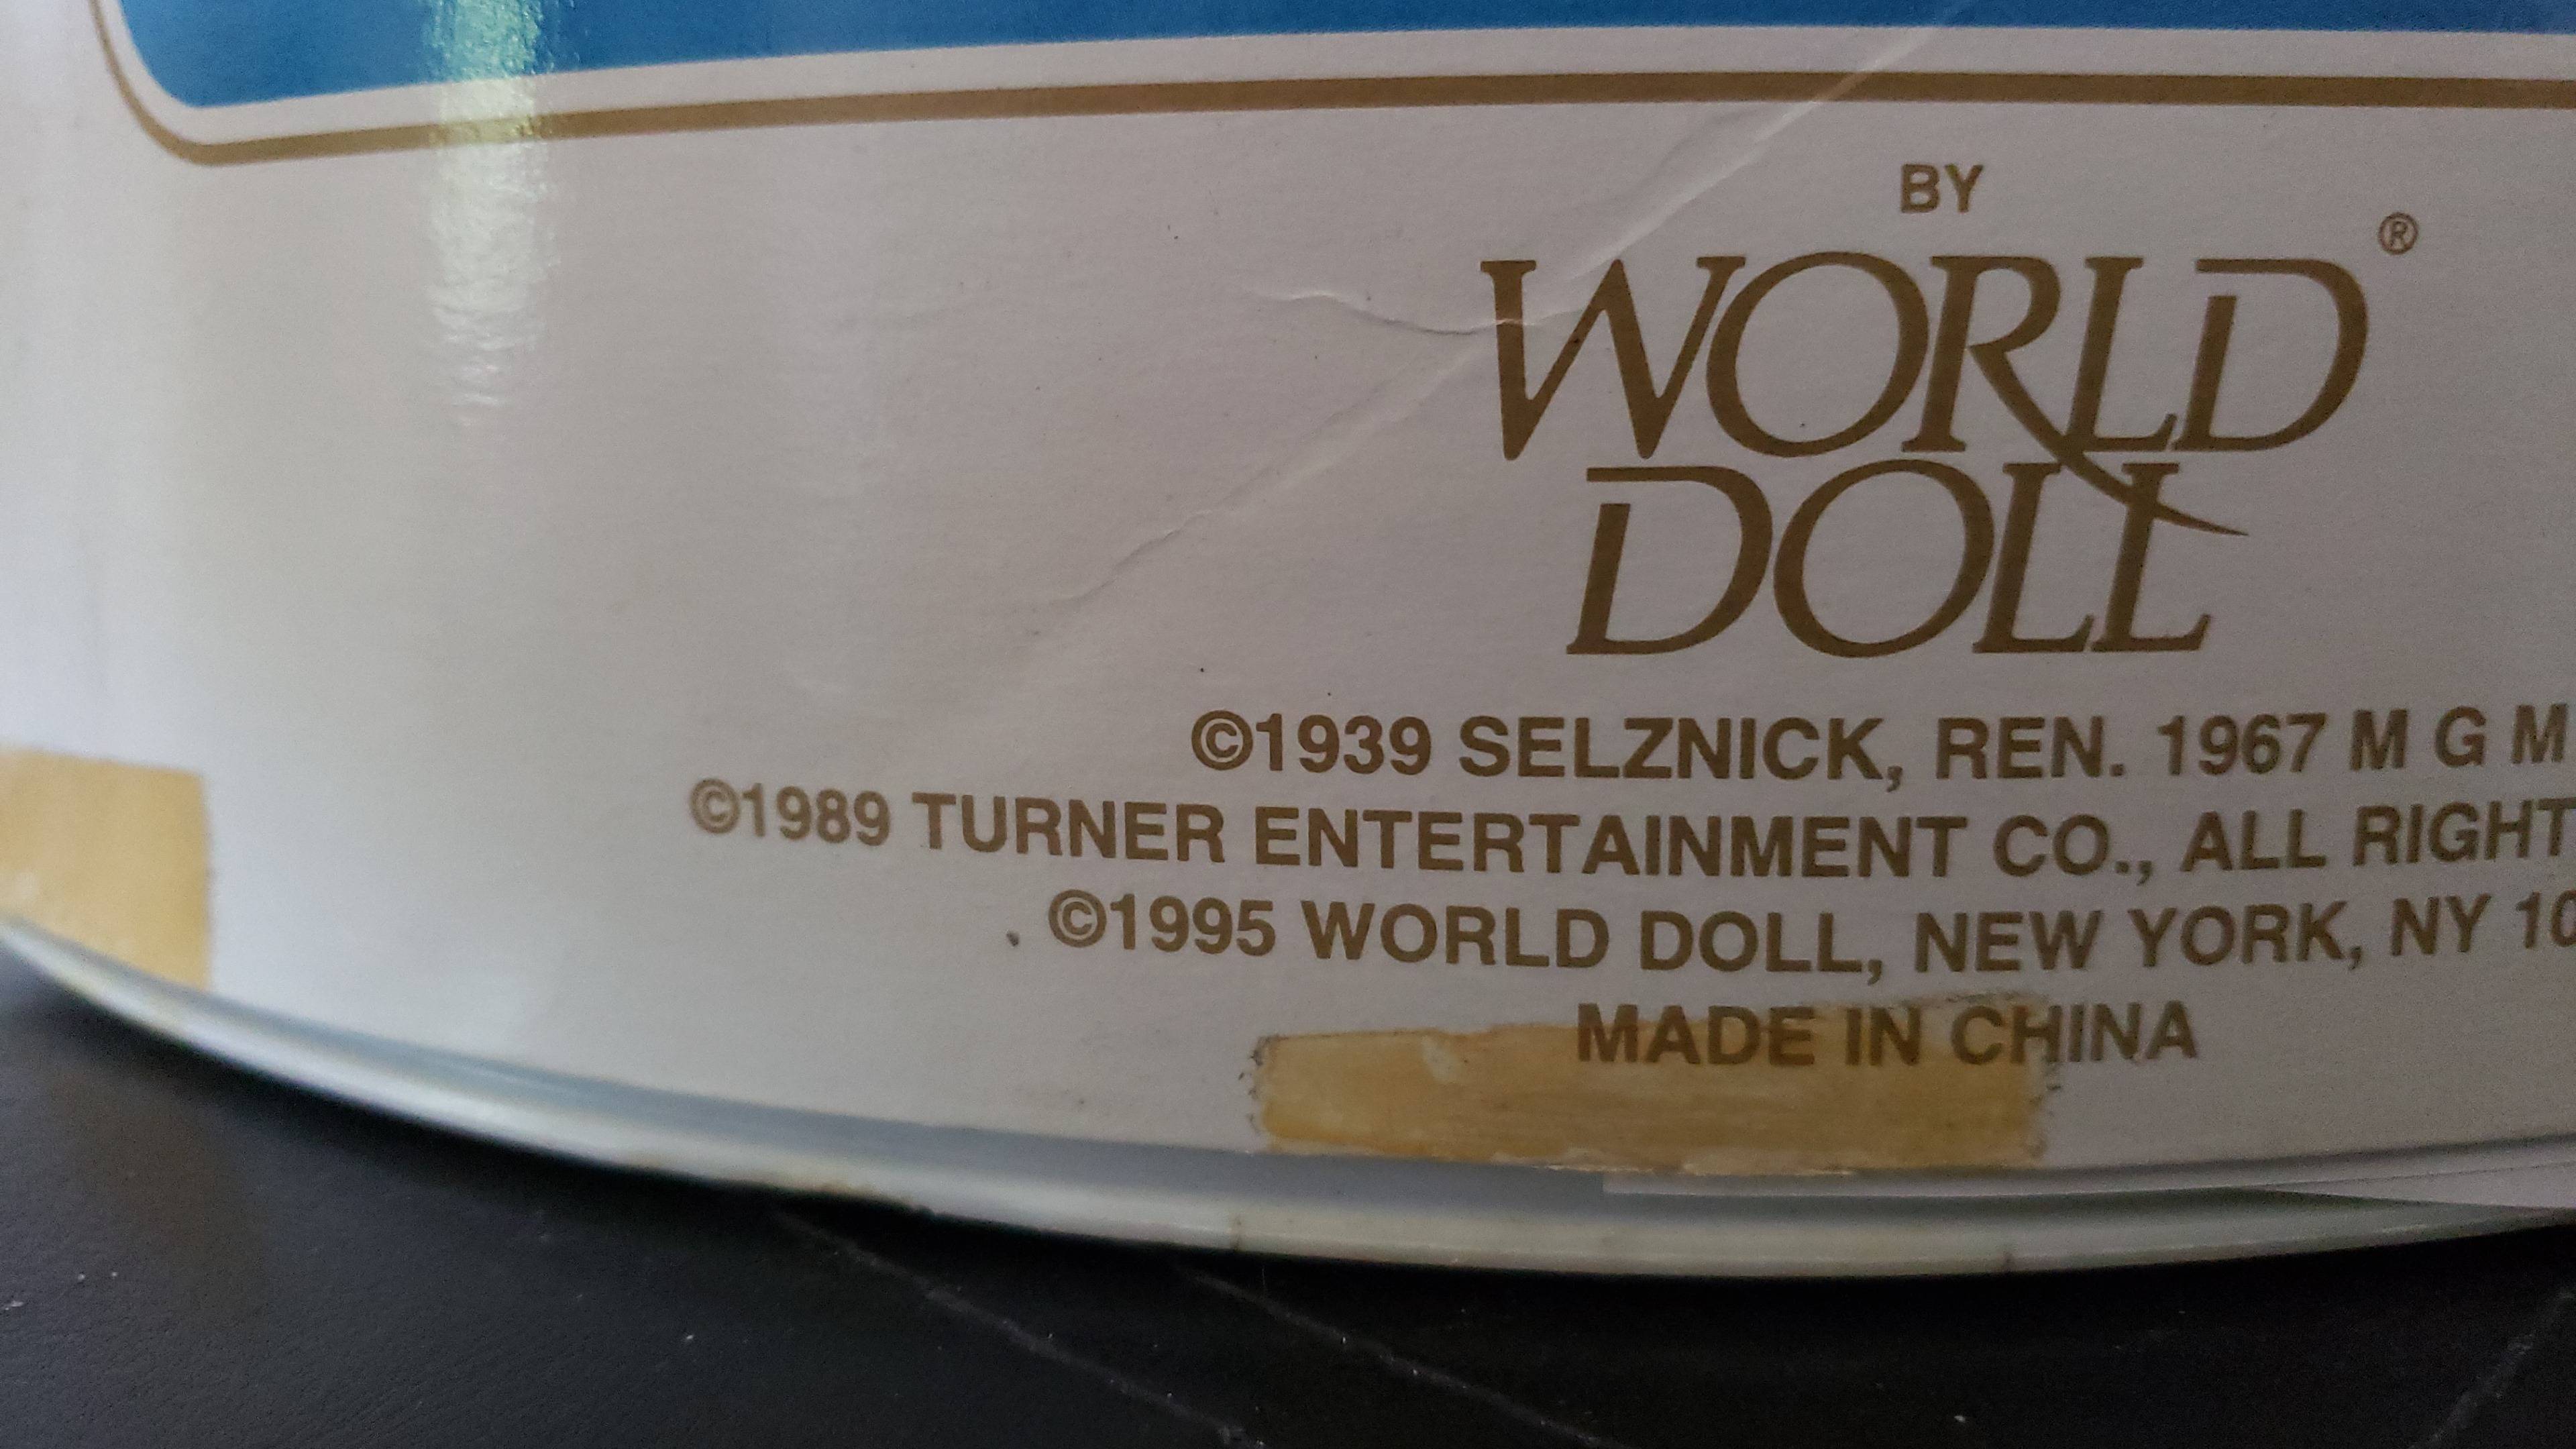 BY
WORLD ®
DOLL
©1939 SELZNICK, REN. 1967 M G M
©1989 TURNER ENTERTAINMENT CO., ALL RIGHT
©1995 WORLD DOLL, NEW YORK, NY 10
MADE IN CHINA